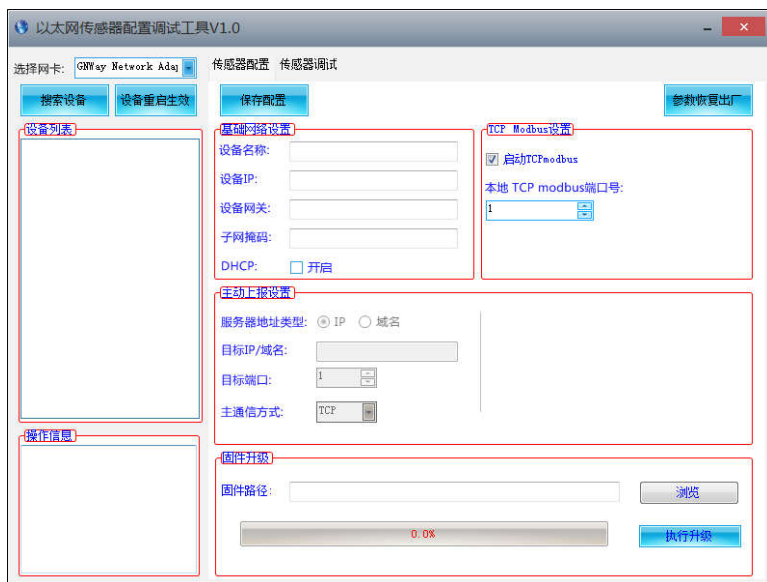 以太网传感器配置调试工具V1.0
选择网卡: GNWay Network Adaj
传感器配置 传感器调试
搜索设备 设备重启生效 保存配置 参数恢复出厂
设备列表
基础网络设置
设备名称:
设备IP:
设备网关:
子网掩码:
DHCP: 开启
TCP Modbus设置
启动TCPmodbus
本地 TCP modbus端口号:
1
主动上报设置
服务器地址类型: IP 域名
目标IP/域名:
目标端口: 1
主通信方式: TCP
操作信息
固件升级
固件路径: 浏览
0.0% 执行升级